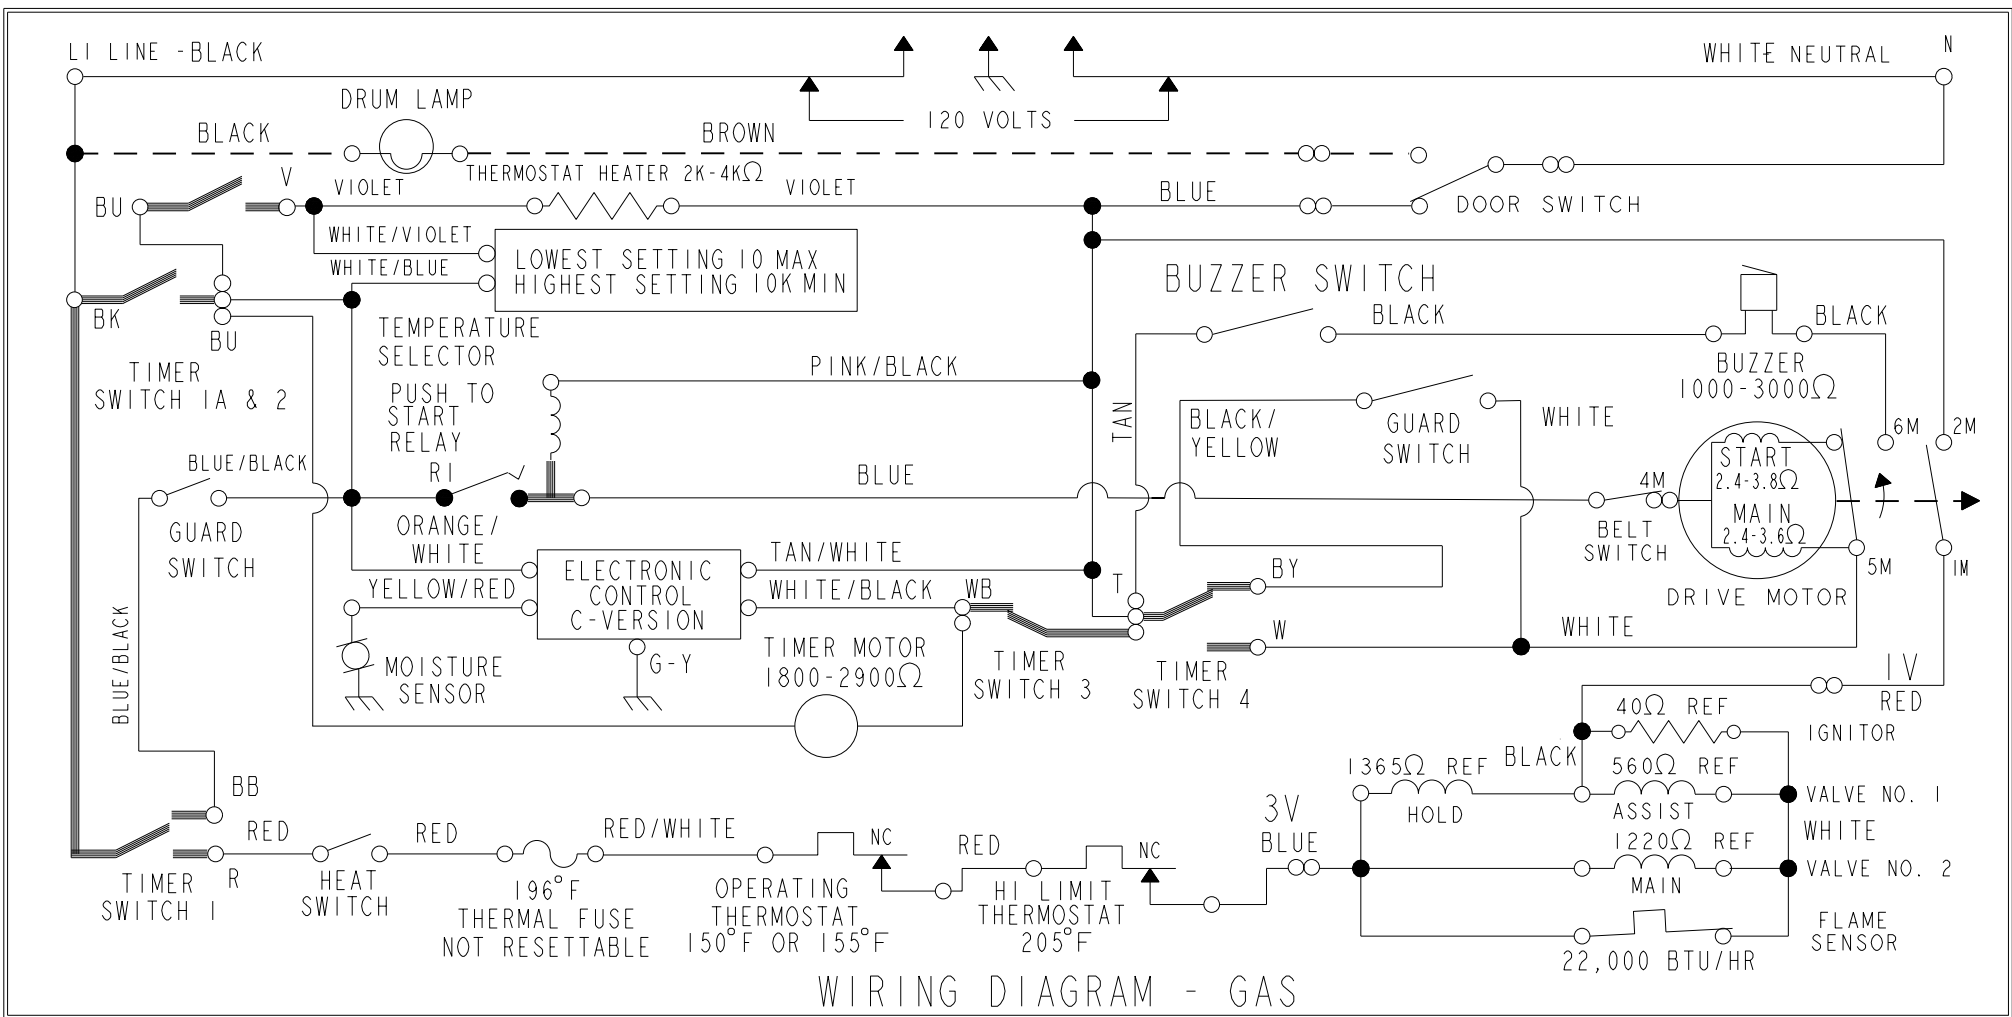 LI LINE - BLACK
WHITE NEUTRAL
N
DRUM LAMP
120 VOLTS
BLACK
BROWN
V
VIOLET
THERMOSTAT HEATER 2K-4KΩ
VIOLET
BLUE
BU
DOOR SWITCH
WHITE/VIOLET
WHITE/BLUE
LOWEST SETTING 10 MAX
HIGHEST SETTING 10K MIN
BUZZER SWITCH
BK
BU
TEMPERATURE
SELECTOR
BLACK
BLACK
TIMER
SWITCH 1A & 2
PUSH TO
START
RELAY
R1
PINK/BLACK
BUZZER
1000-3000Ω
TAN
BLACK/
YELLOW
GUARD
SWITCH
WHITE
6M
2M
BLUE/BLACK
BLUE
START
2.4-3.8Ω
MAIN
2.4-3.6Ω
4M
GUARD
SWITCH
ORANGE/
WHITE
BELT
SWITCH
5M
1M
DRIVE MOTOR
ELECTRONIC
CONTROL
C-VERSION
TAN/WHITE
YELLOW/RED
WHITE/BLACK
WB
T
BY
W
WHITE
BLUE/BLACK
MOISTURE
SENSOR
G-Y
TIMER MOTOR
1800-2900Ω
TIMER
SWITCH 3
TIMER
SWITCH 4
1V
RED
40Ω REF
IGNITOR
BLACK
BB
1365Ω REF
HOLD
560Ω REF
ASSIST
VALVE NO. 1
3V
BLUE
WHITE
RED
RED
RED/WHITE
NC
RED
NC
1220Ω REF
MAIN
VALVE NO. 2
TIMER
SWITCH 1
R
HEAT
SWITCH
196°F
THERMAL FUSE
NOT RESETTABLE
OPERATING
THERMOSTAT
150°F OR 155°F
HI LIMIT
THERMOSTAT
205°F
FLAME
SENSOR
22,000 BTU/HR
WIRING DIAGRAM - GAS